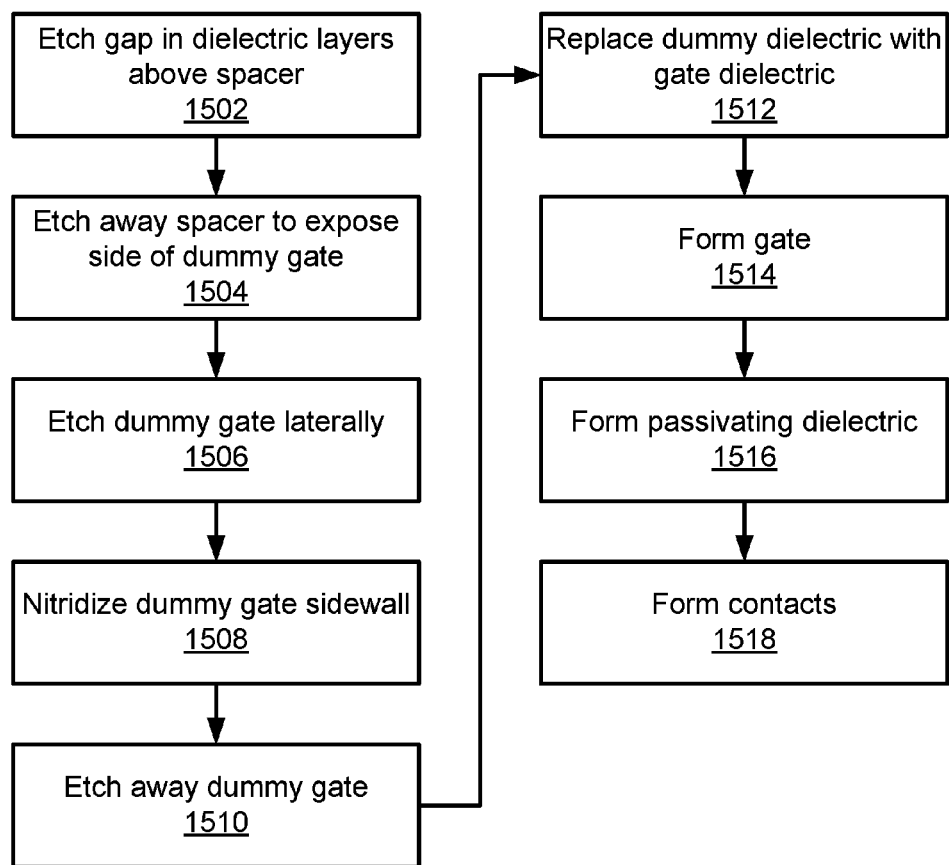 Etch gap in dielectric layers
above spacer
1502
Etch away spacer to expose
side of dummy gate
1504
Etch dummy gate laterally
1506
Nitridize dummy gate sidewall
1508
Etch away dummy gate
1510
Replace dummy dielectric with
gate dielectric
1512
Form gate
1514
Form passivating dielectric
1516
Form contacts
1518